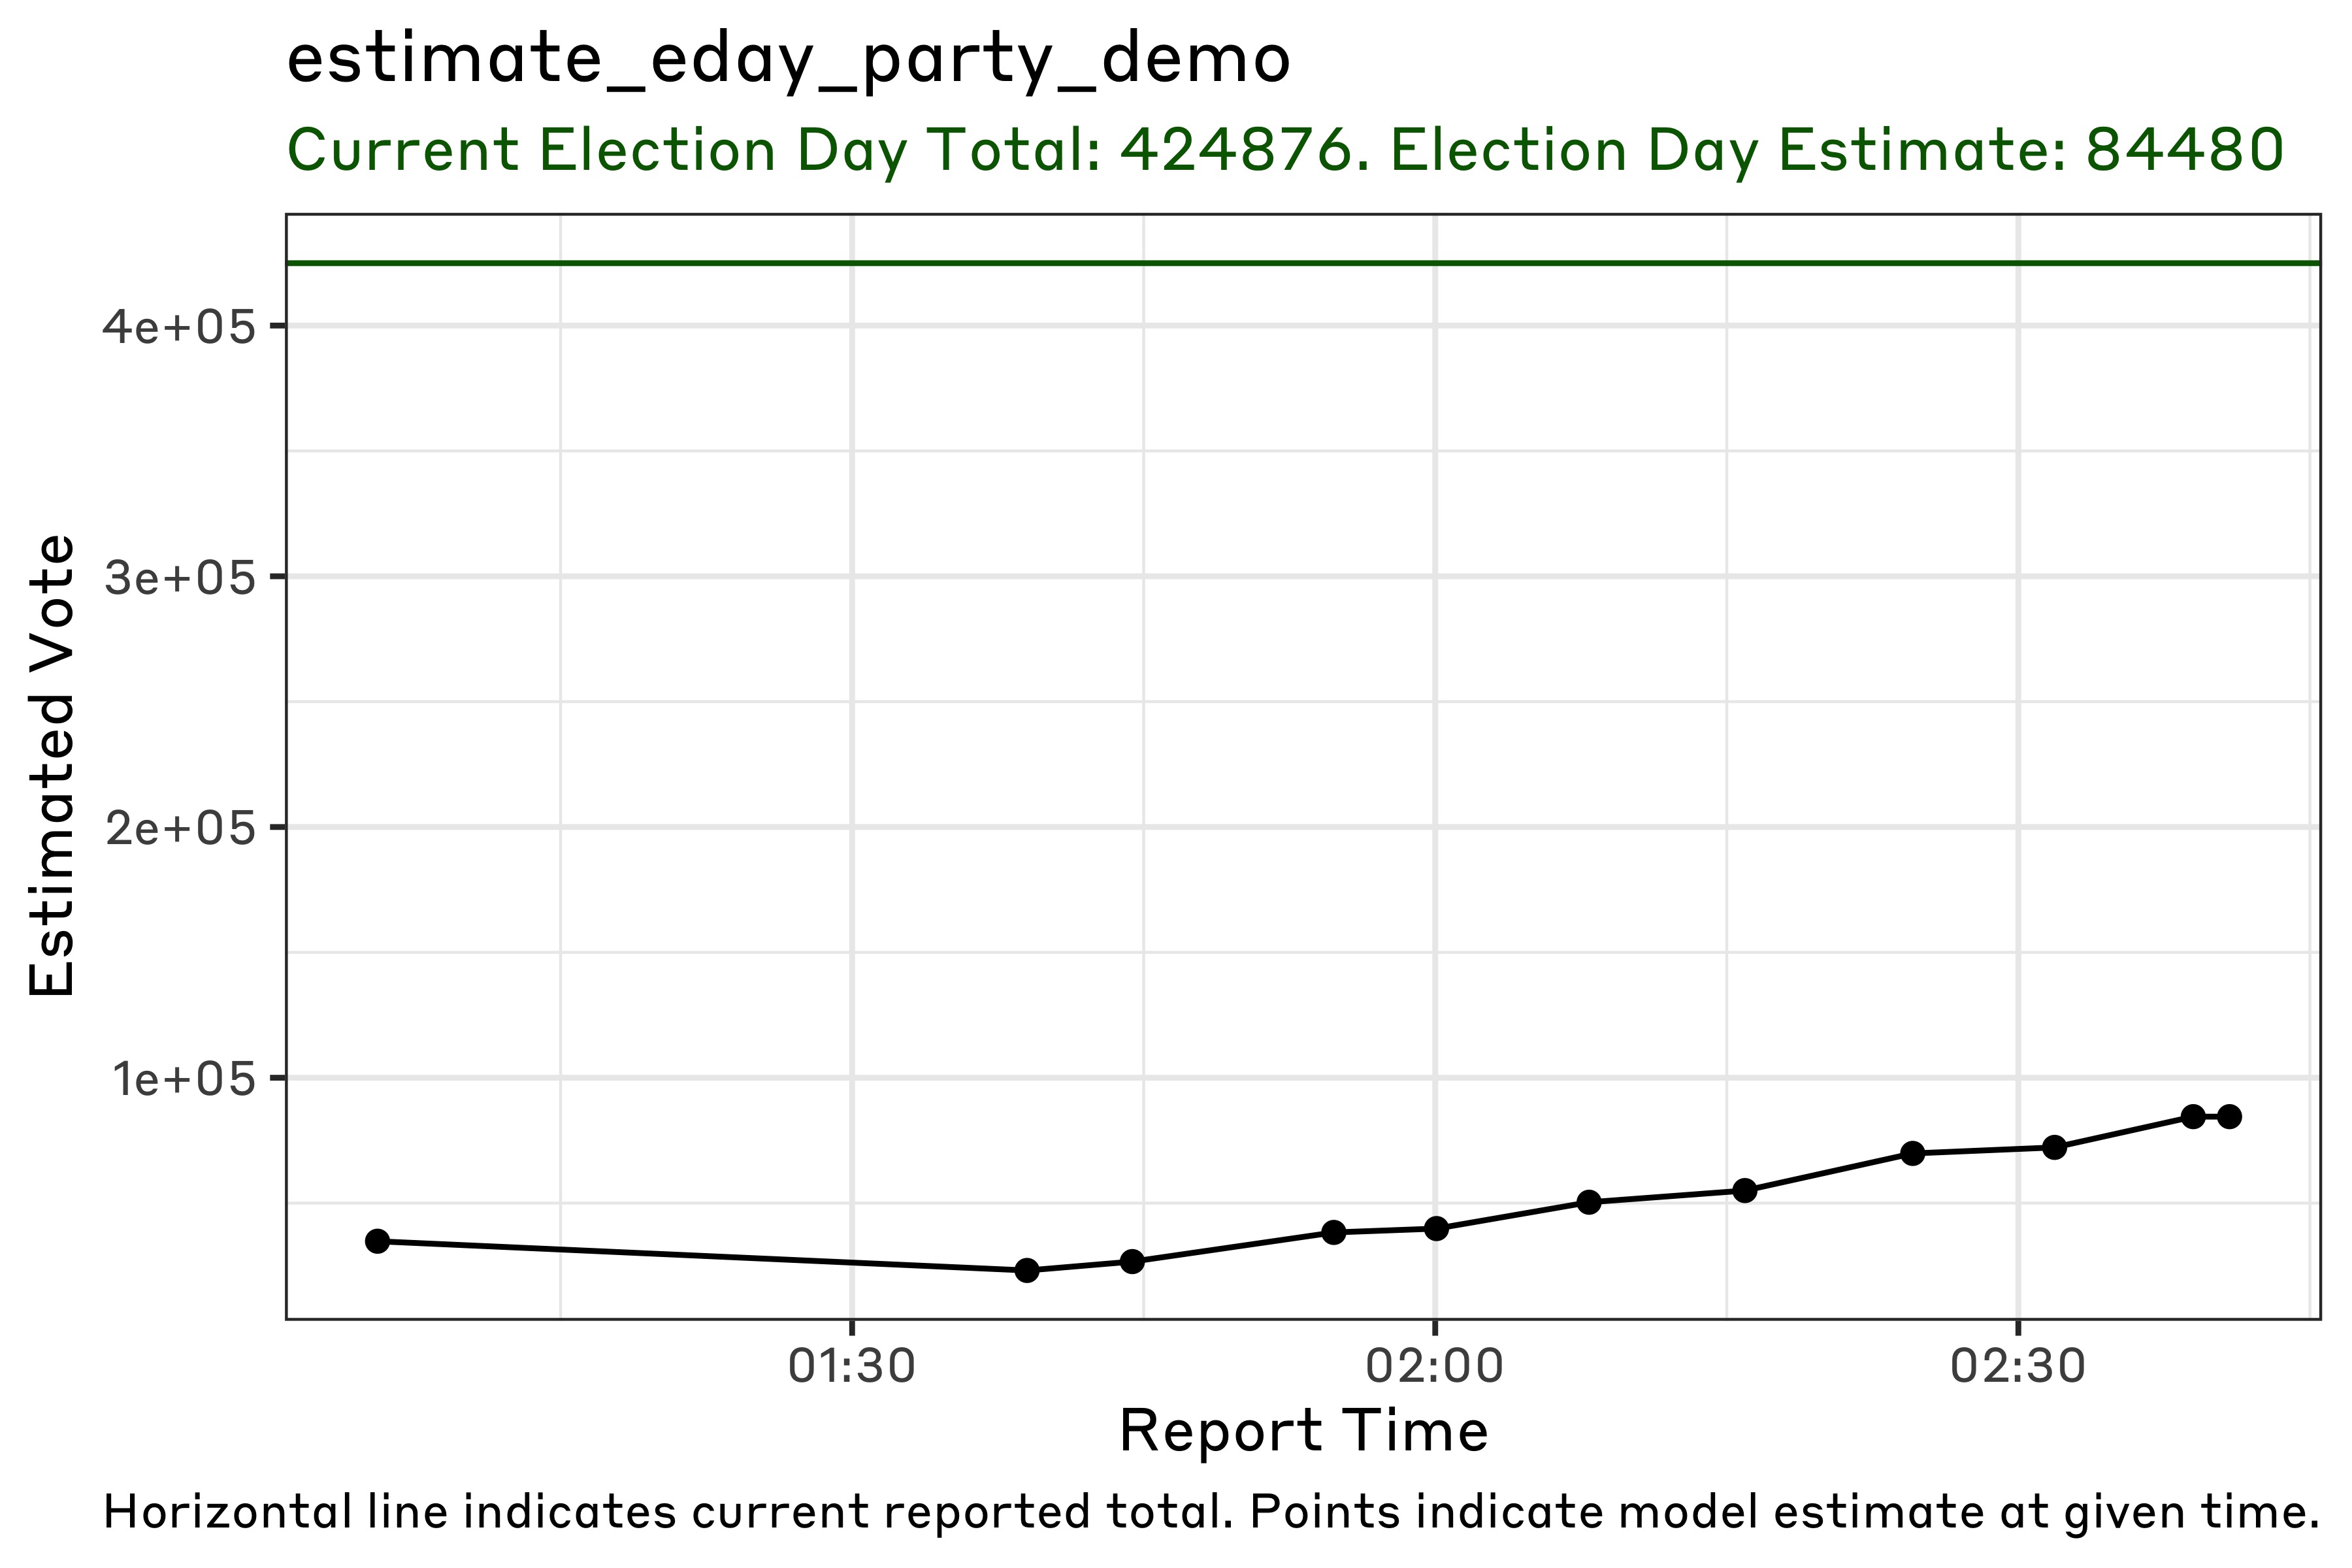 estimate_eday_party_demo
Current Election Day Total: 424876. Election Day Estimate: 84480
Estimated Vote
4e+05
3e+05
2e+05
1e+05
01:30 02:00 02:30
Report Time
Horizontal line indicates current reported total. Points indicate model estimate at given time.